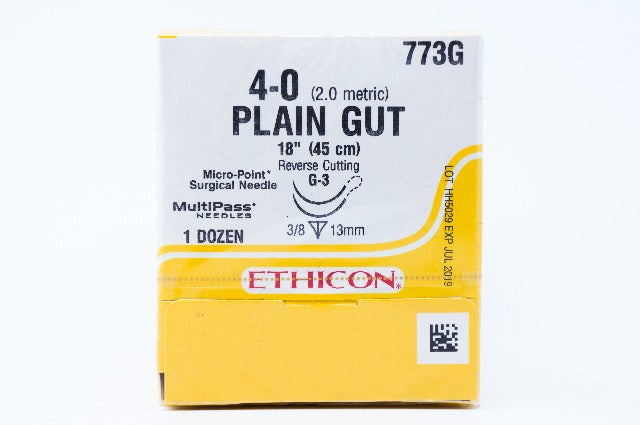 773G
4-0 (2.0 metric)
PLAIN GUT
18" (45 cm)
Reverse Cutting
G-3
Micro-Point*
Surgical Needle
MultiPass*
NEEDLES
1 DOZEN
3/8 13mm
ETHICON*
LOT HH5029 EXP JUL 2019